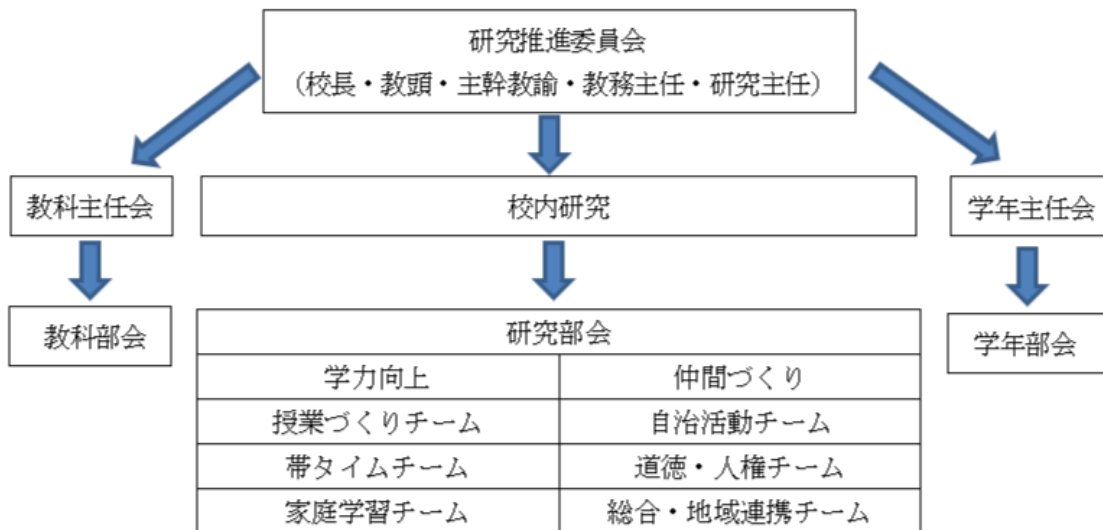 研究推進委員会
（校長・教頭・主幹教諭・教務主任・研究主任）
教科主任会
校内研究
学年主任会
教科部会
研究部会
学年部会
学力向上
仲間づくり
授業づくりチーム
自治活動チーム
帯タイムチーム
道徳・人権チーム
家庭学習チーム
総合・地域連携チーム